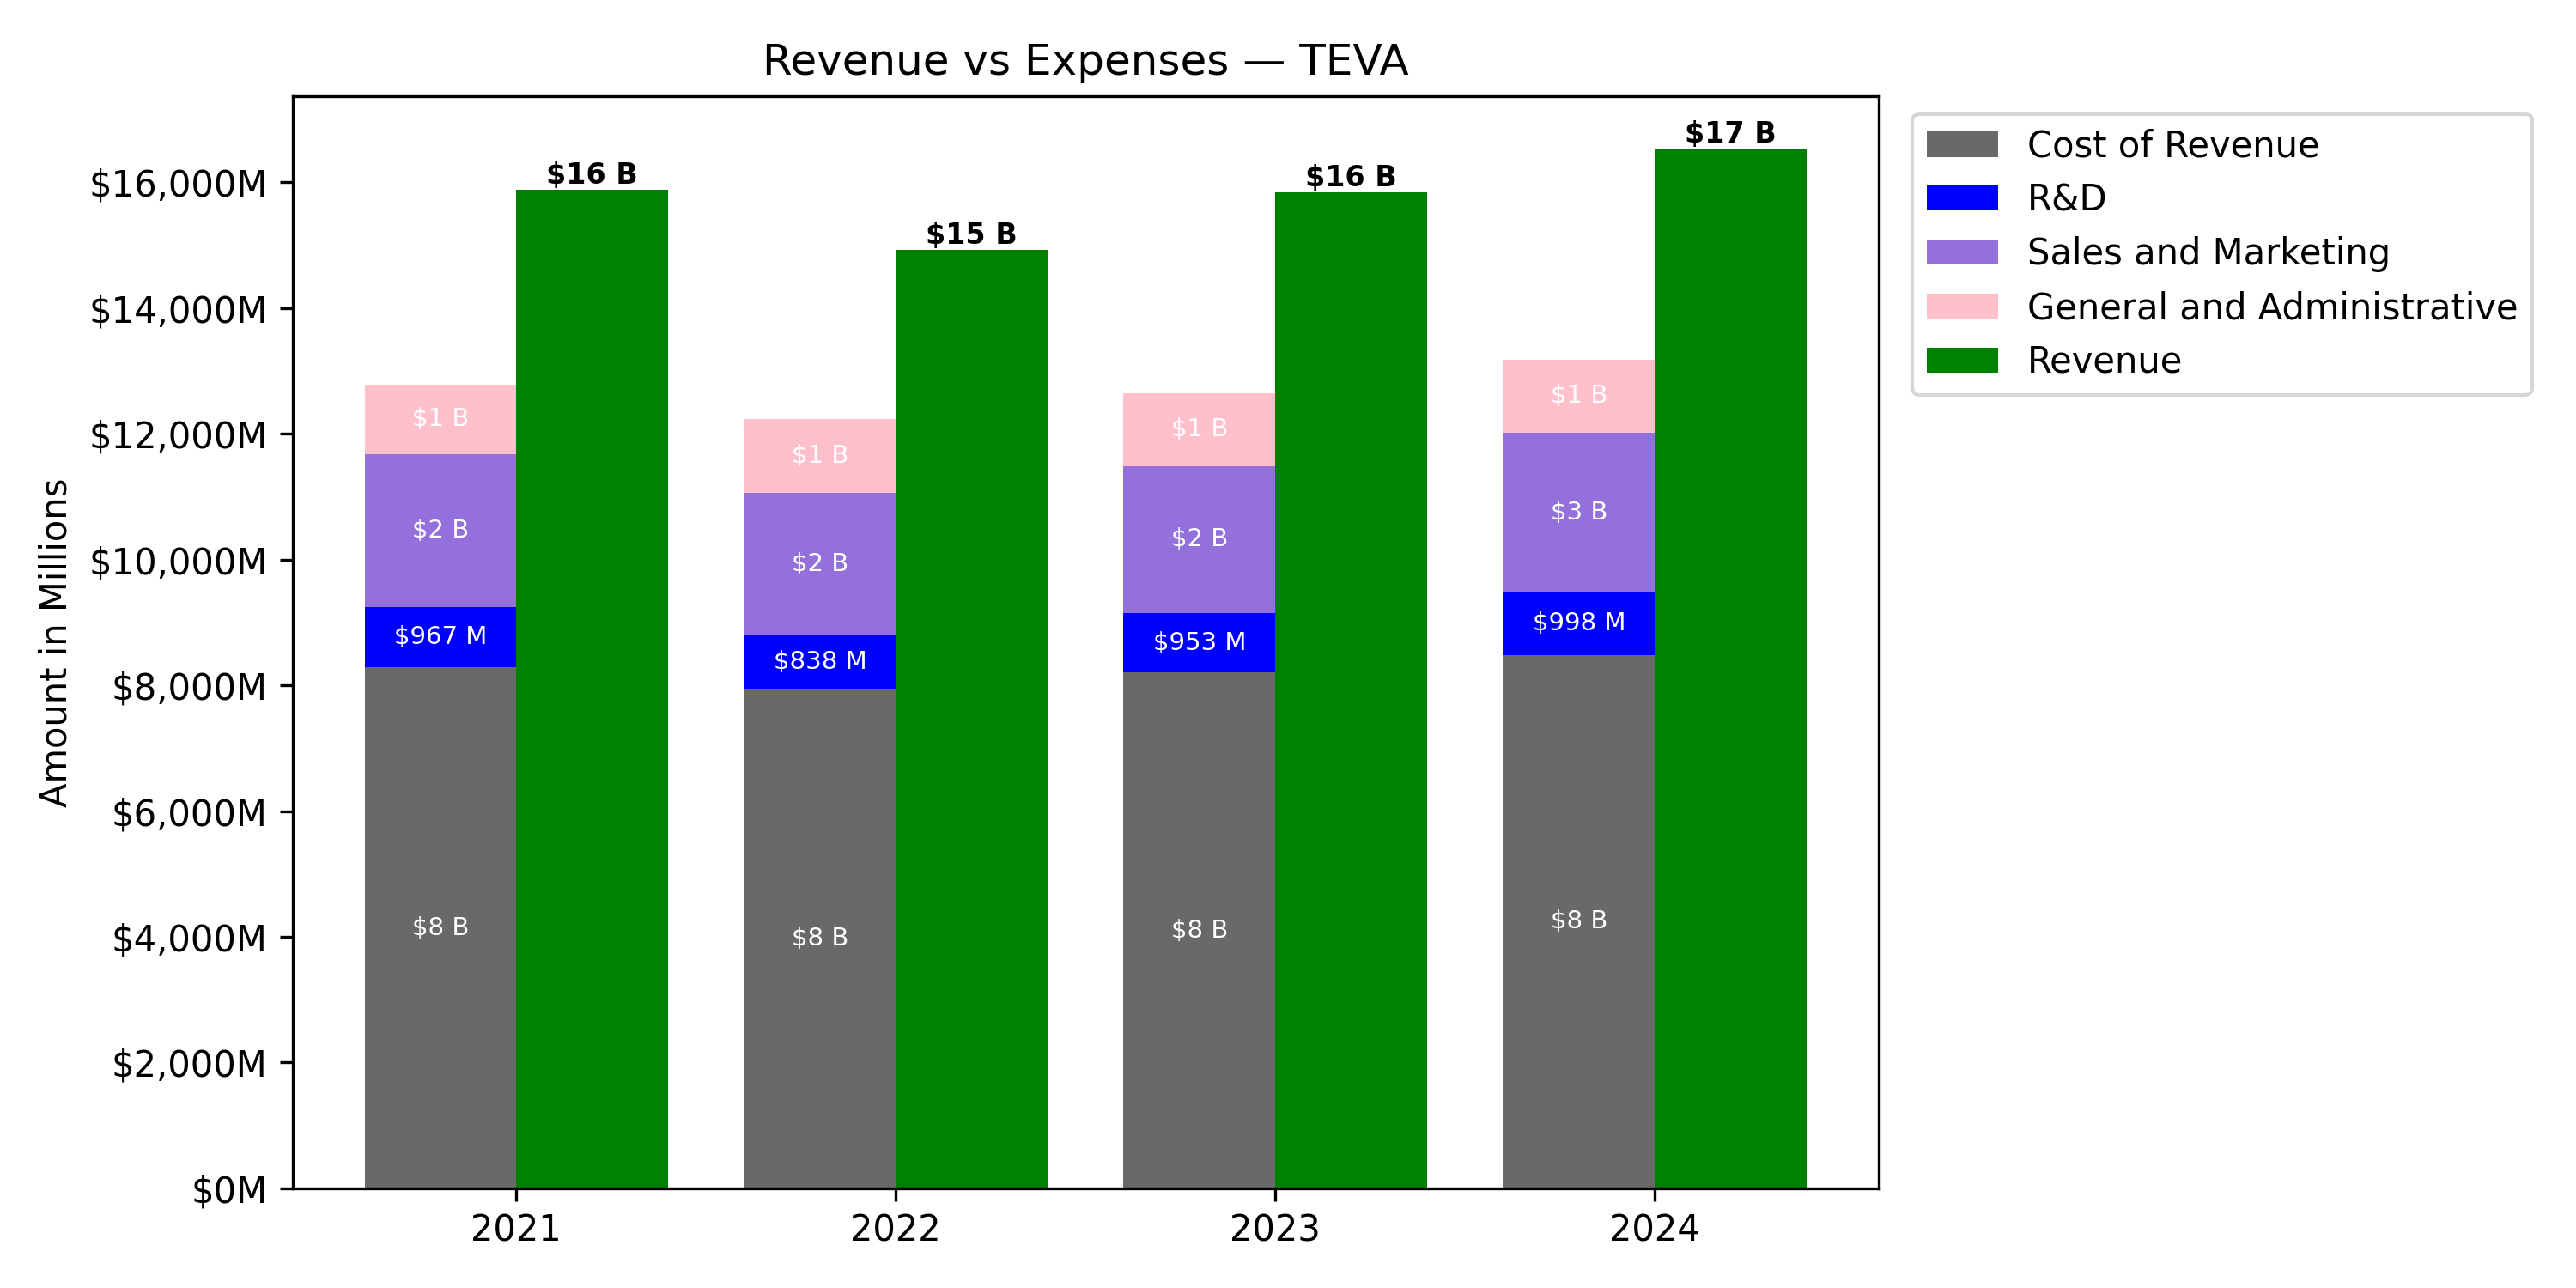 Revenue vs Expenses — TEVA
Amount in Millions
$16,000M
$14,000M
$12,000M
$10,000M
$8,000M
$6,000M
$4,000M
$2,000M
$0M
$16 B
$1 B
$2 B
$967 M
$8 B
$15 B
$1 B
$2 B
$838 M
$8 B
$16 B
$1 B
$2 B
$953 M
$8 B
$17 B
$1 B
$3 B
$998 M
$8 B
2021
2022
2023
2024
Cost of Revenue
R&D
Sales and Marketing
General and Administrative
Revenue